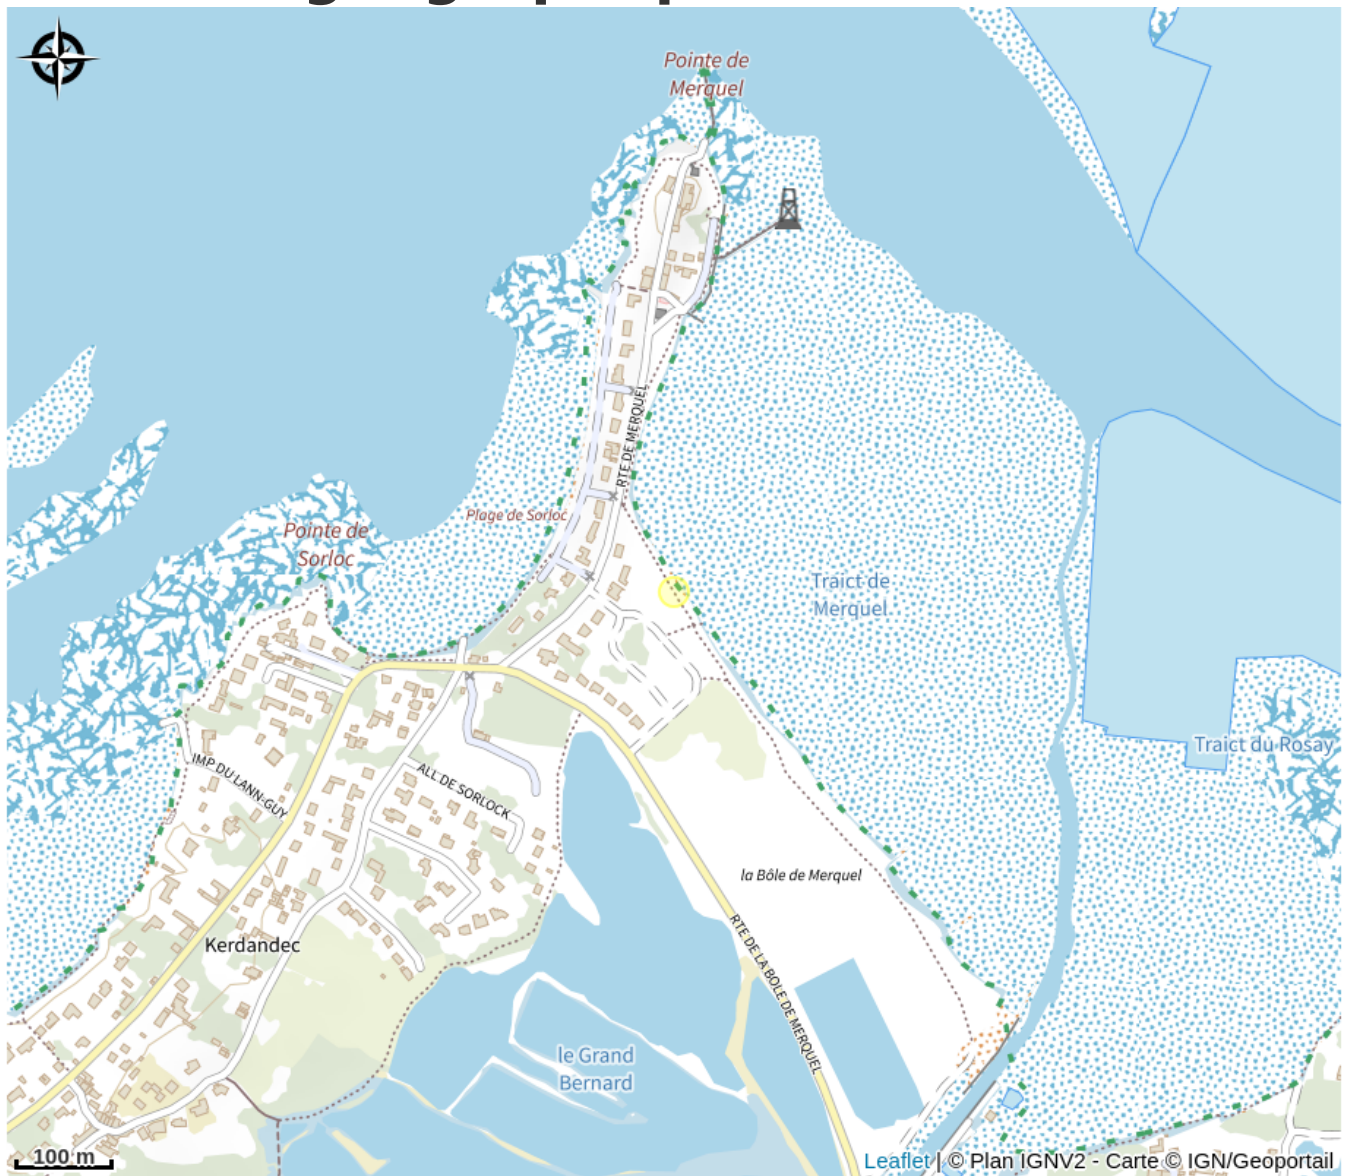 Pointe de
Merquel
RTE DE MERQUEL
Plage de Sorloc
Pointe de
Sorloc
Traict de
Merquel
Traict du Rosay
IMP DU LANN-GUY
ALL DE SORLOCK
la Bôle de Merquel
Kerdandec
RTE DE LA BOLE DE MERQUEL
le Grand
Bernard
100 m
Leaflet | © Plan IGNV2 - Carte © IGN/Geoportail